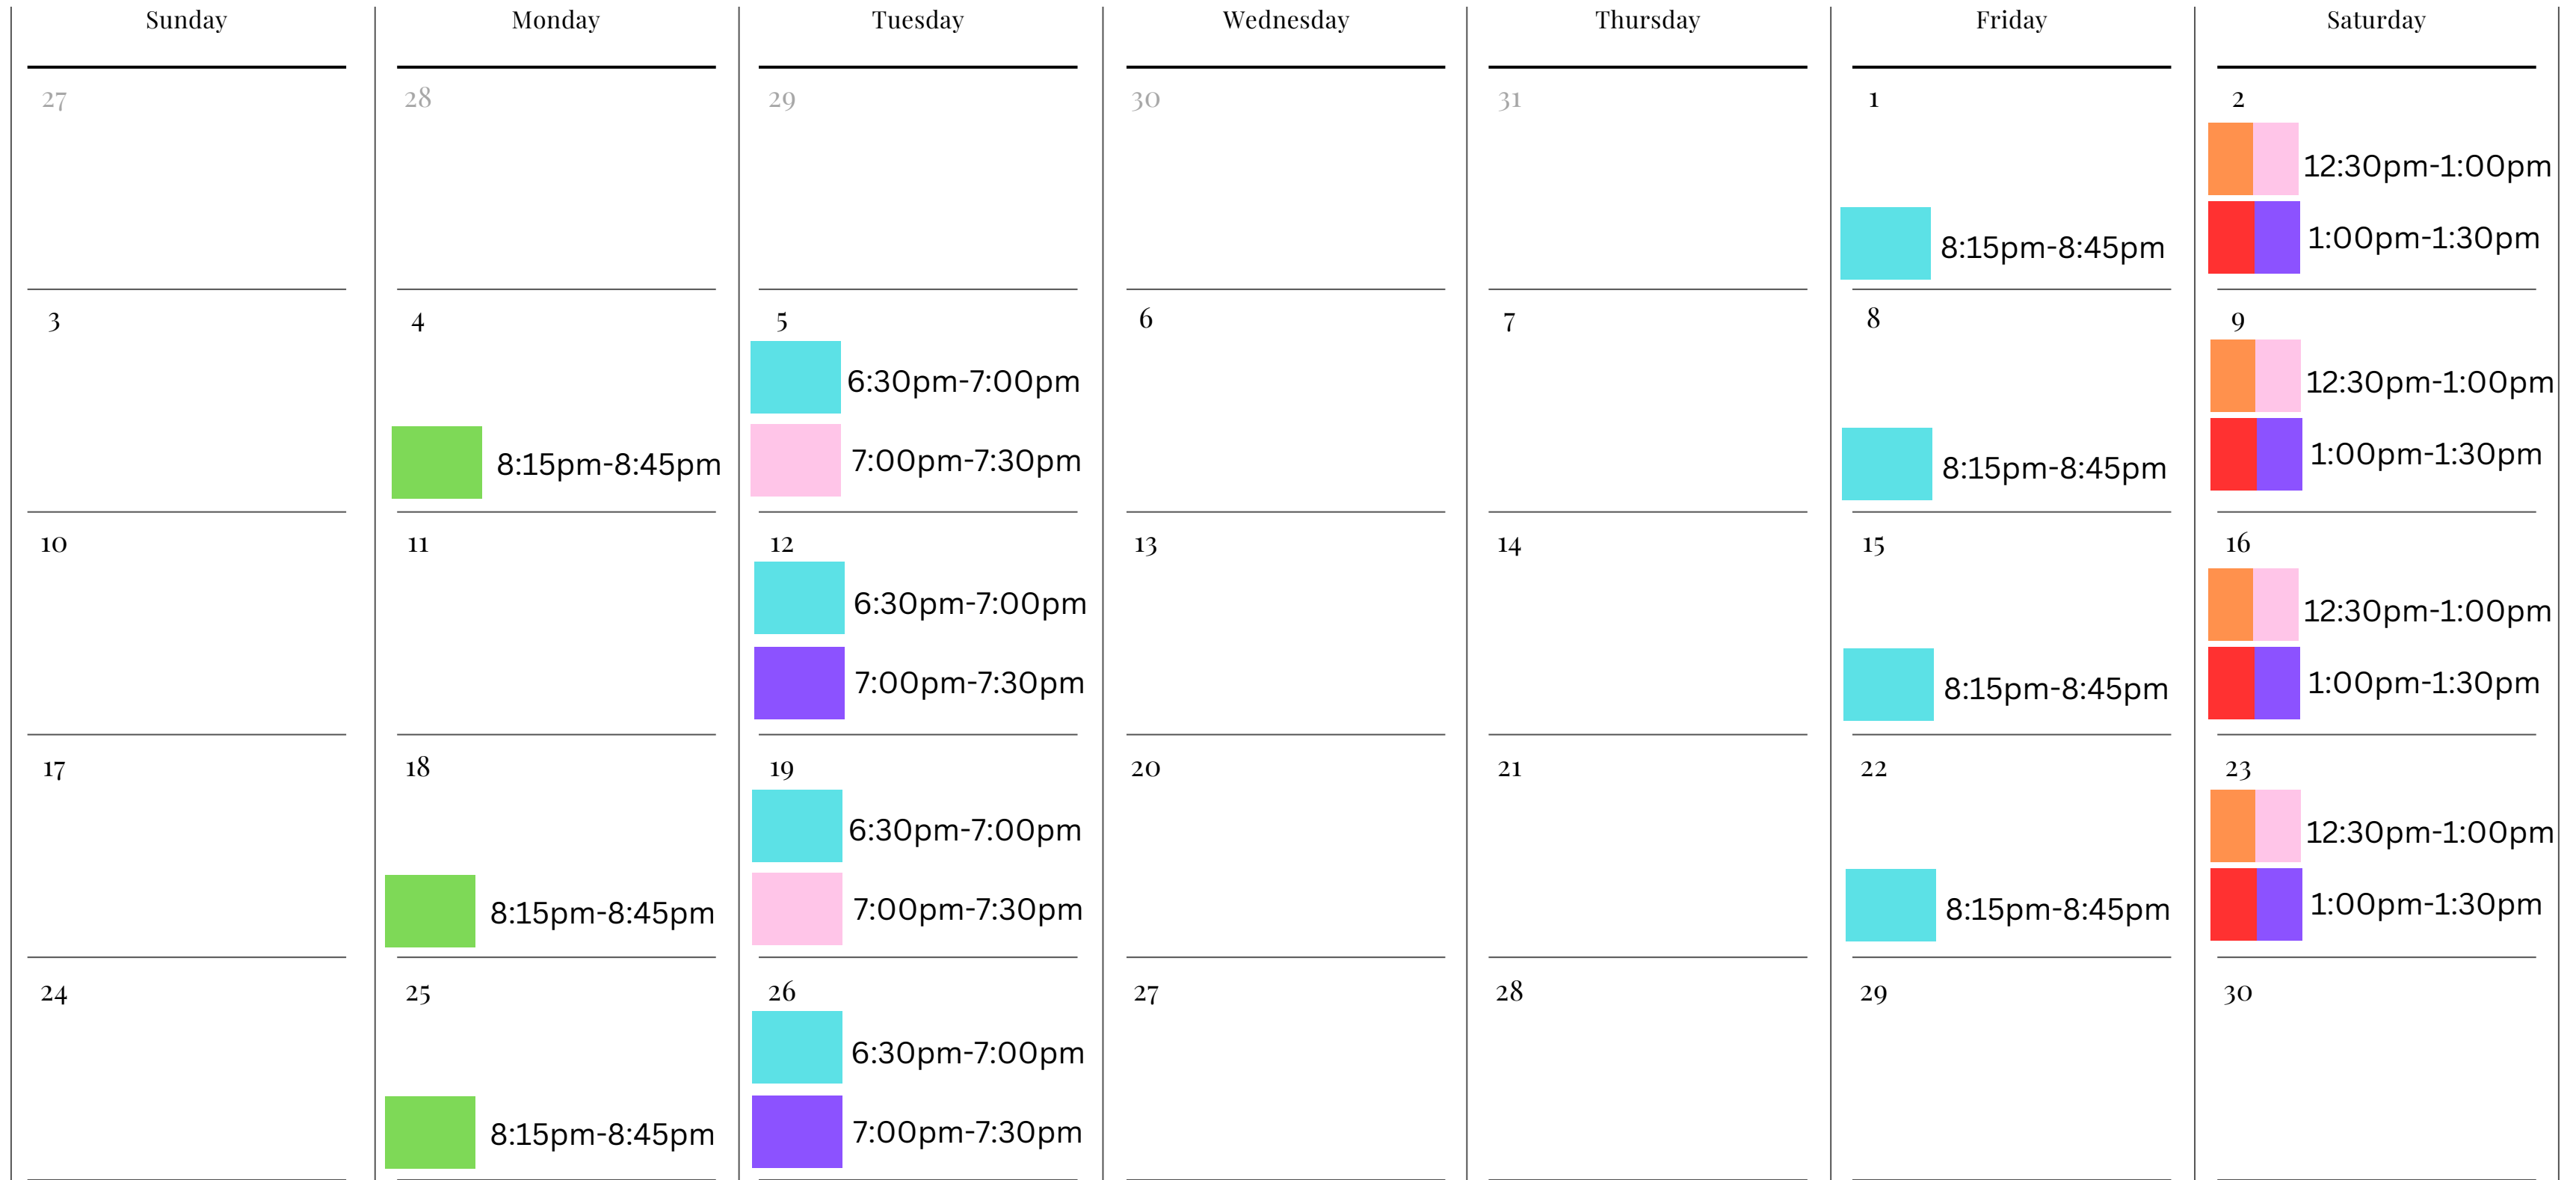 Sunday Monday Tuesday Wednesday Thursday Friday Saturday
27 28 29 30 31 1 2
12:30pm-1:00pm
8:15pm-8:45pm 1:00pm-1:30pm
3 4 5 6 7 8 9
6:30pm-7:00pm 12:30pm-1:00pm
8:15pm-8:45pm 7:00pm-7:30pm 8:15pm-8:45pm 1:00pm-1:30pm
10 11 12 13 14 15 16
6:30pm-7:00pm 12:30pm-1:00pm
7:00pm-7:30pm 8:15pm-8:45pm 1:00pm-1:30pm
17 18 19 20 21 22 23
6:30pm-7:00pm 12:30pm-1:00pm
8:15pm-8:45pm 7:00pm-7:30pm 8:15pm-8:45pm 1:00pm-1:30pm
24 25 26 27 28 29 30
6:30pm-7:00pm
8:15pm-8:45pm 7:00pm-7:30pm